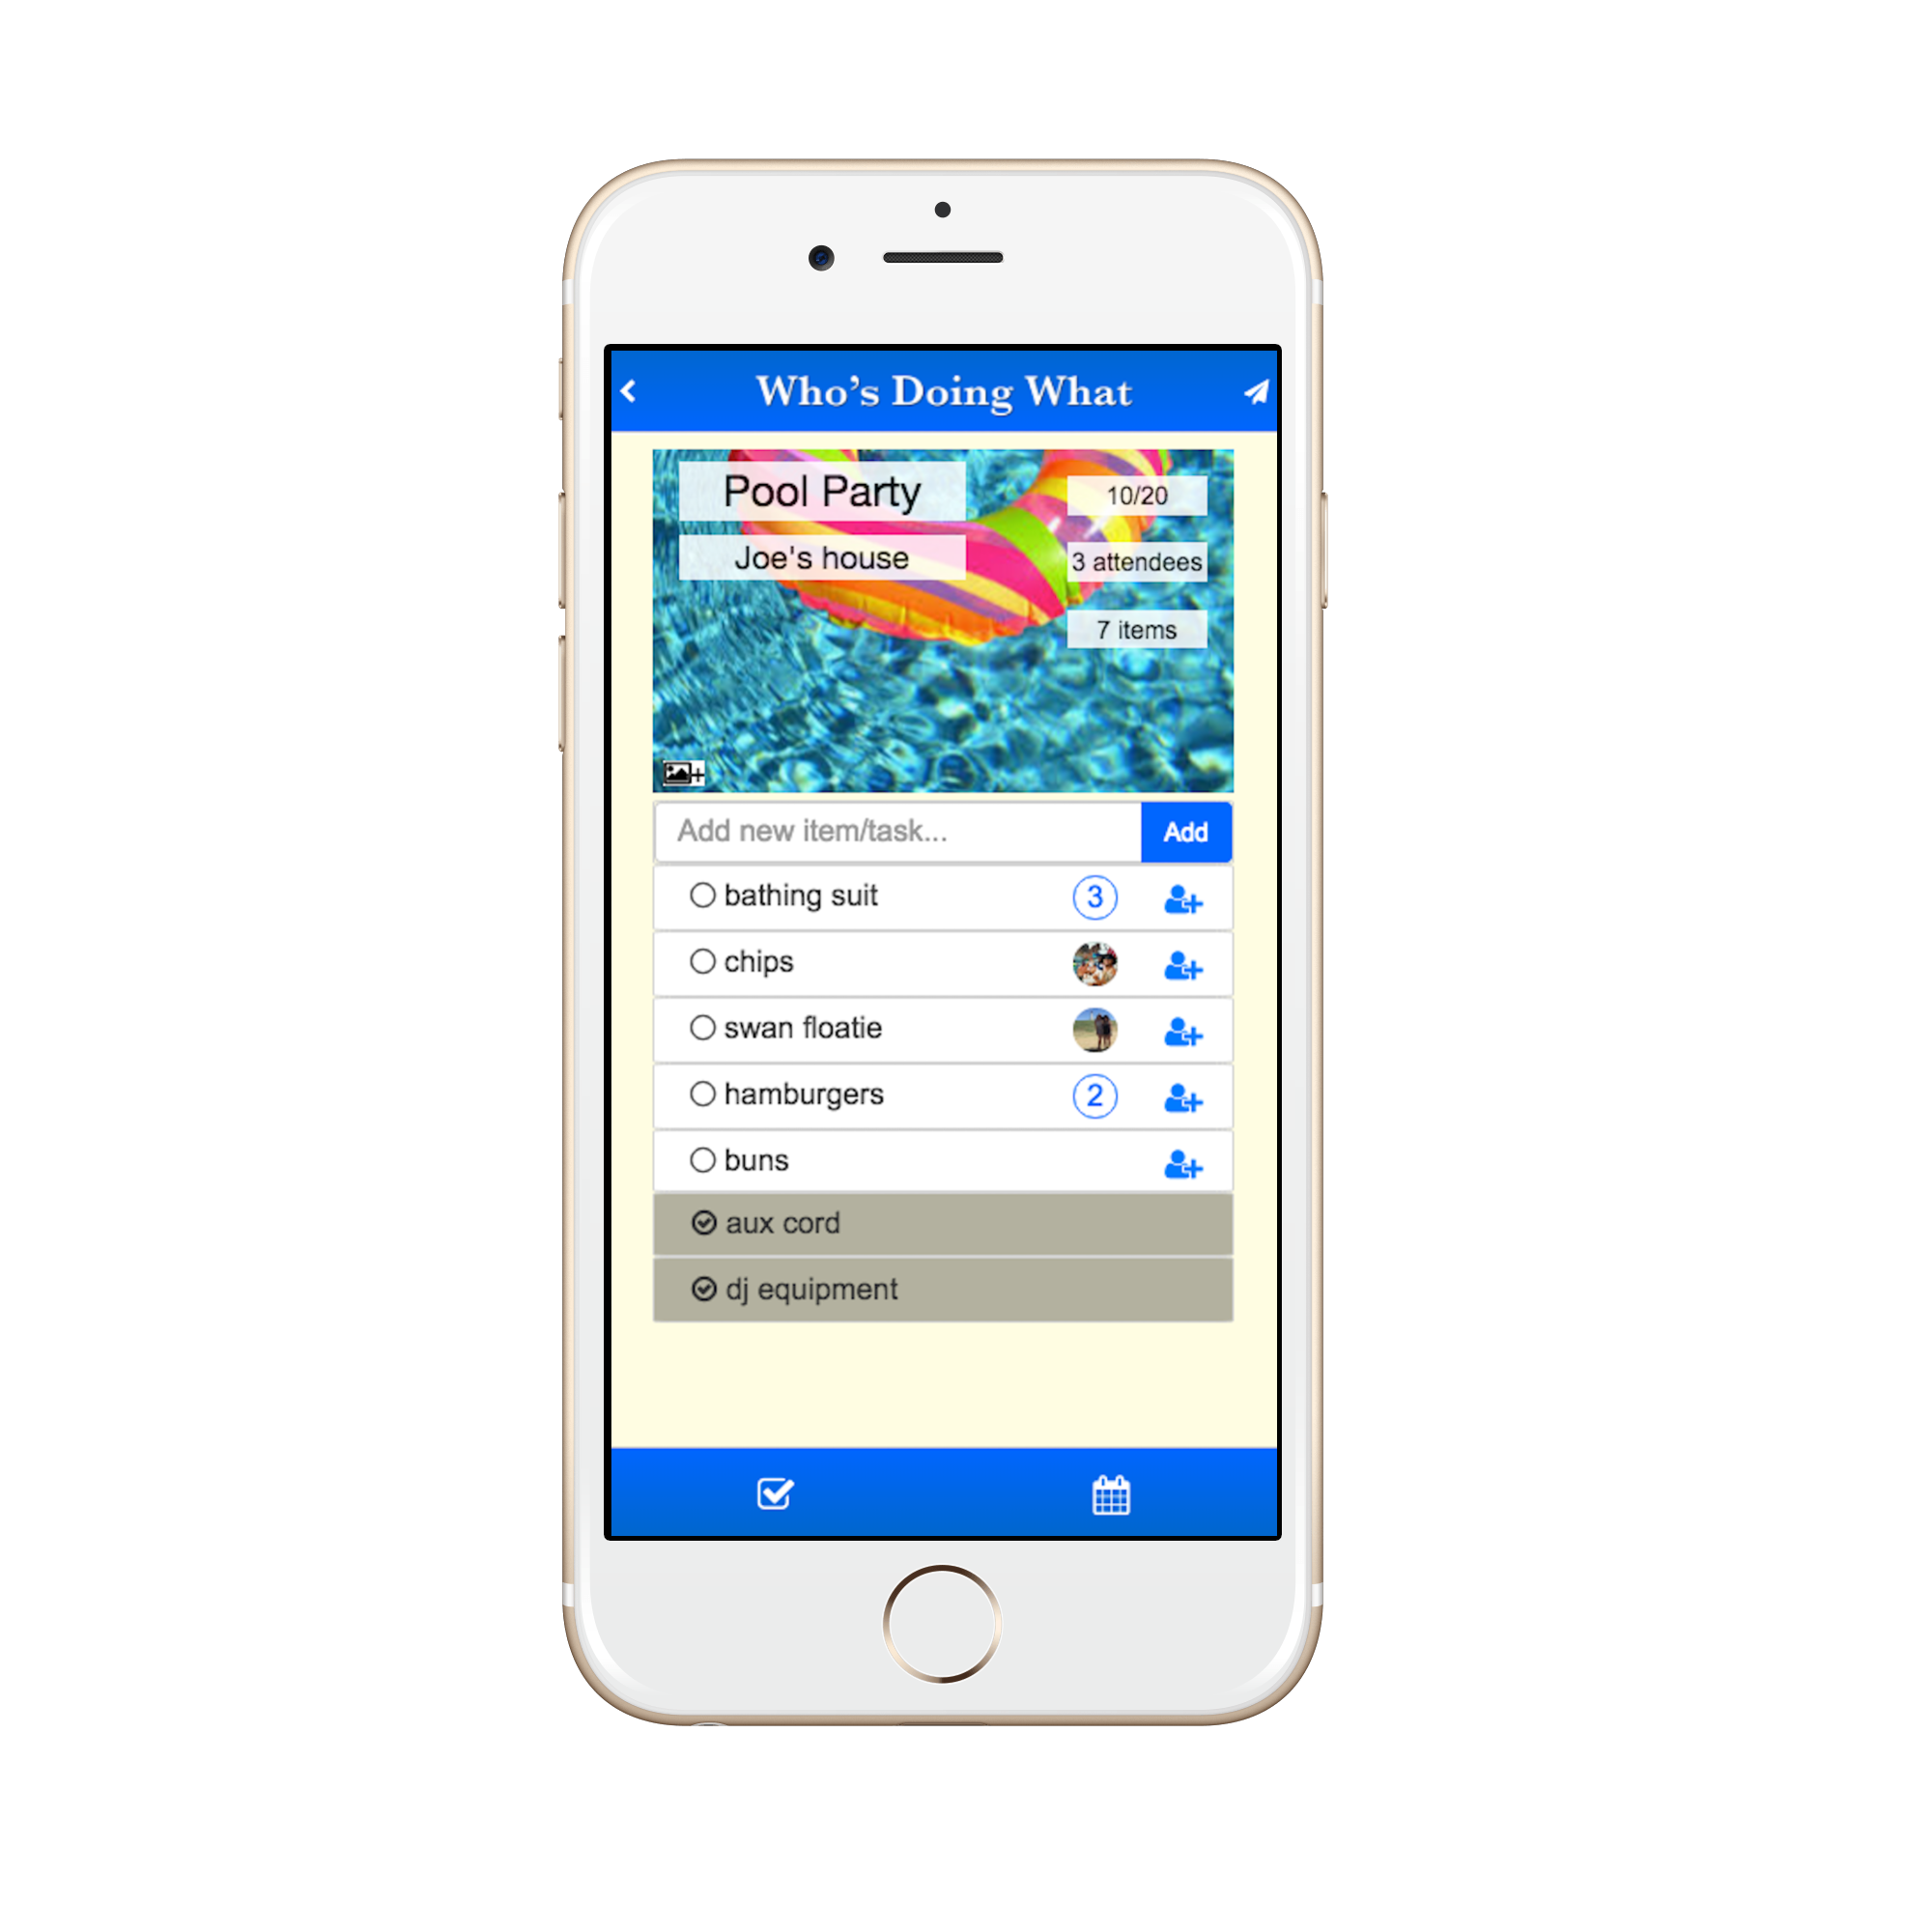 Who's Doing What
Pool Party
10/20
Joe's house
3 attendees
7 items
Add new item/task...
Add
bathing suit
3
chips
swan floatie
hamburgers
2
buns
aux cord
dj equipment